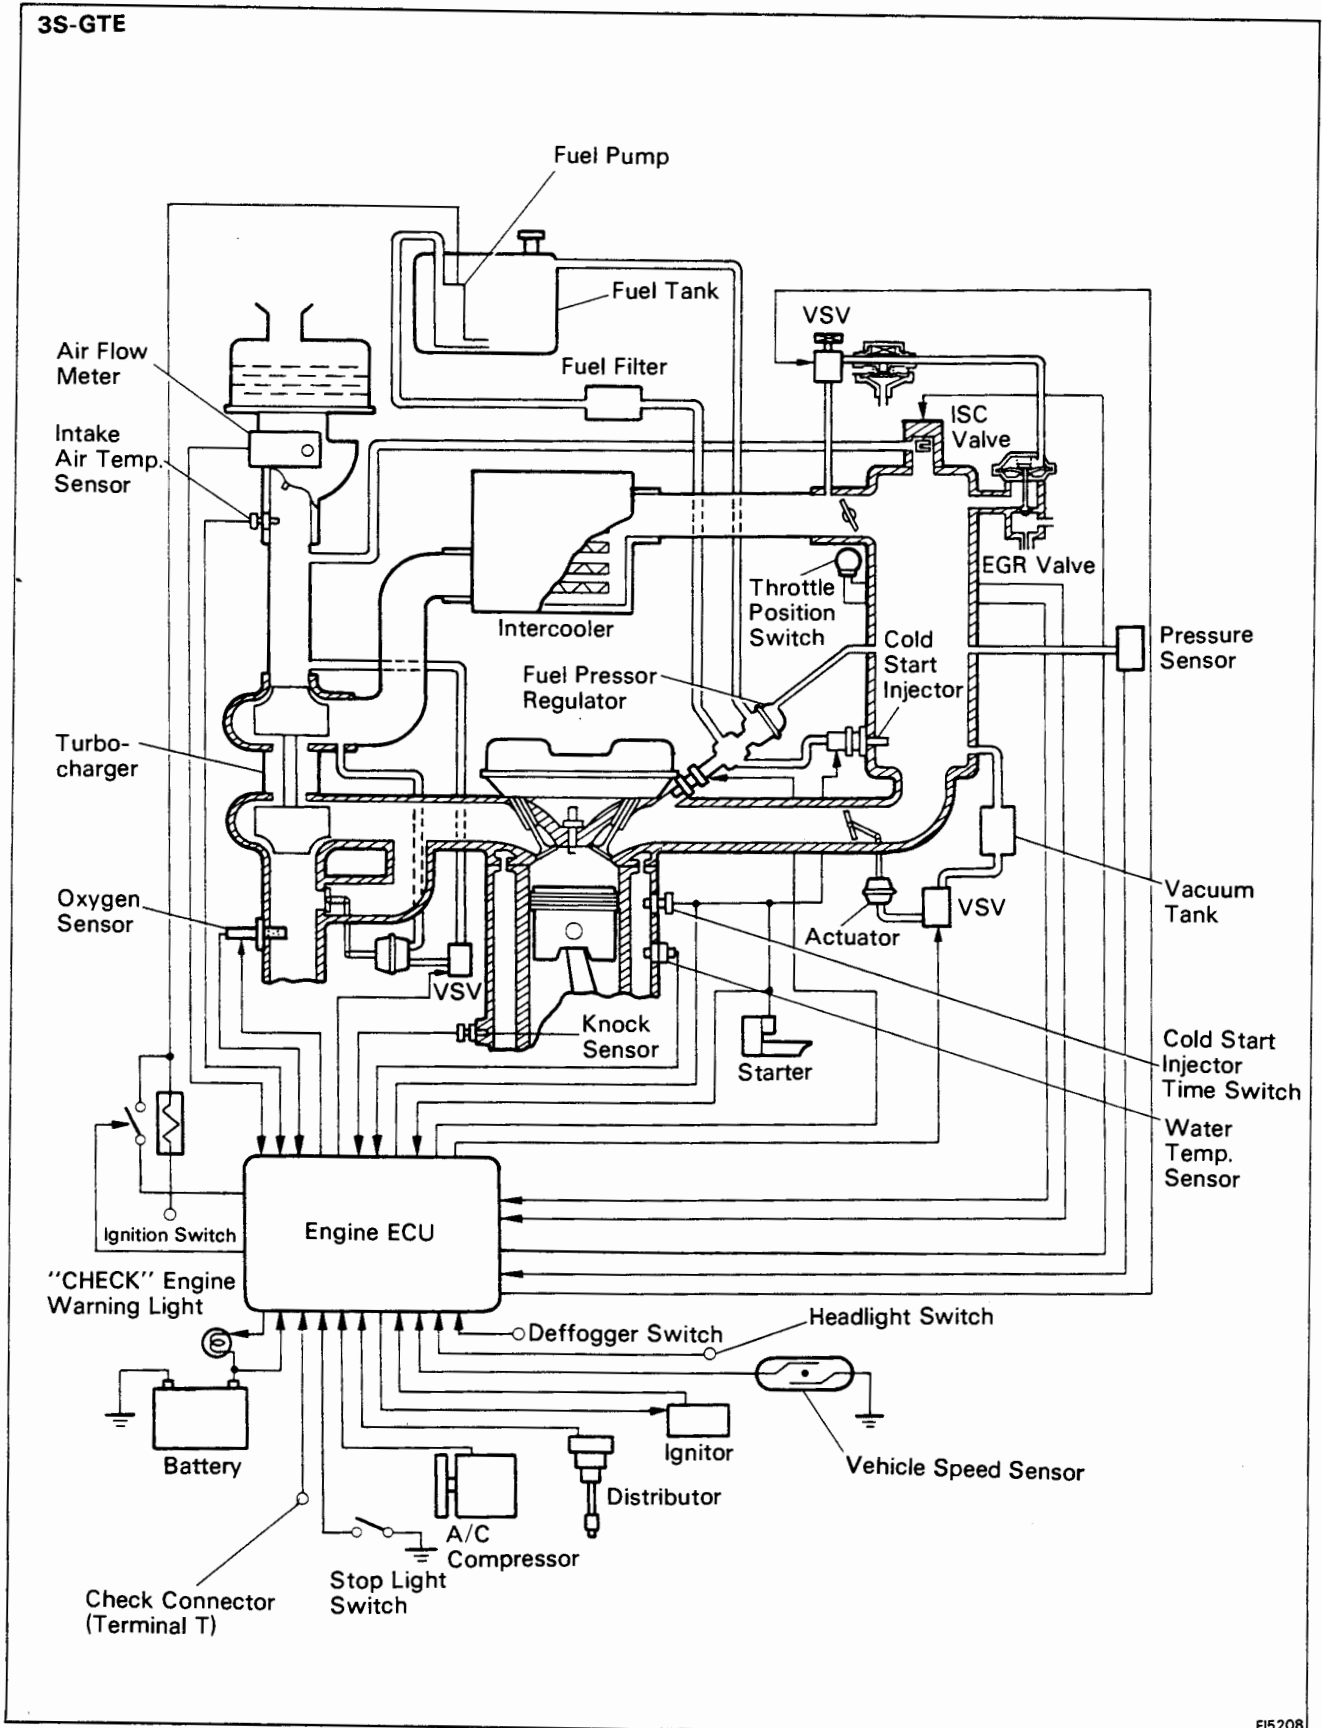 3S-GTE
Fuel Pump
Fuel Tank
VSV
Air Flow
Meter
Fuel Filter
ISC
Valve
Intake
Air Temp.
Sensor
EGR Valve
Throttle
Position
Switch
Intercooler
Cold
Start
Injector
Pressure
Sensor
Fuel Pressor
Regulator
Turbo-
charger
Oxygen
Sensor
Vacuum
Tank
VSV
Actuator
VSV
Knock
Sensor
Starter
Cold Start
Injector
Time Switch
Water
Temp.
Sensor
Ignition Switch
Engine ECU
"CHECK" Engine
Warning Light
Deffogger Switch
Headlight Switch
Battery
Ignitor
Vehicle Speed Sensor
Distributor
A/C
Compressor
Stop Light
Switch
Check Connector
(Terminal T)
FI5208